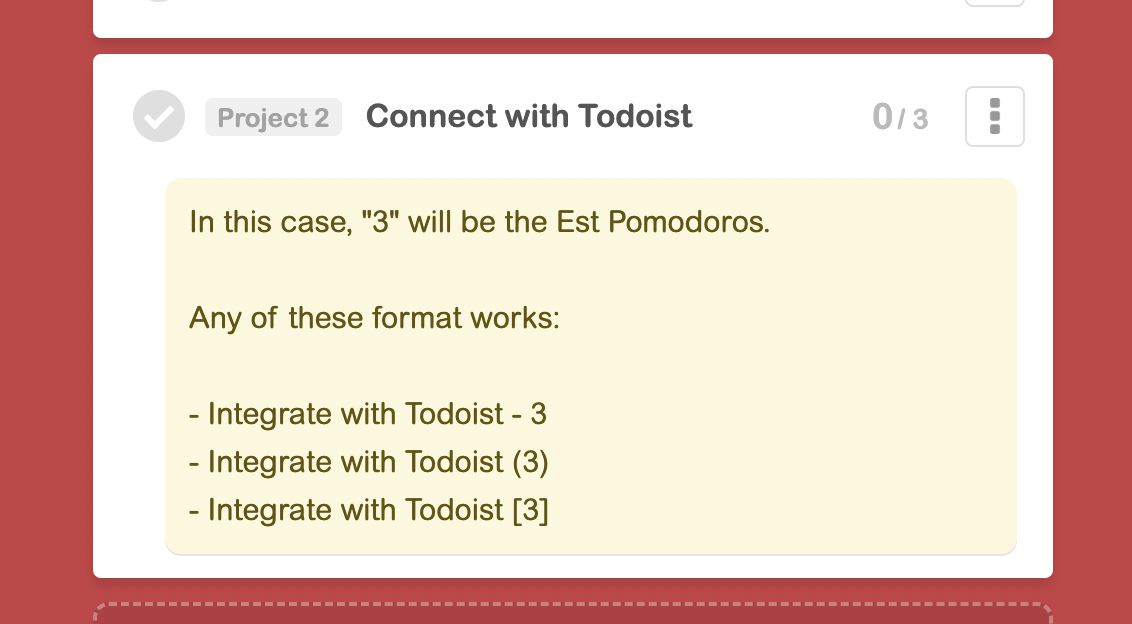 Project 2 Connect with Todoist 0/ 3
In this case, "3" will be the Est Pomodoros.
Any of these format works:
- Integrate with Todoist - 3
- Integrate with Todoist (3)
- Integrate with Todoist [3]